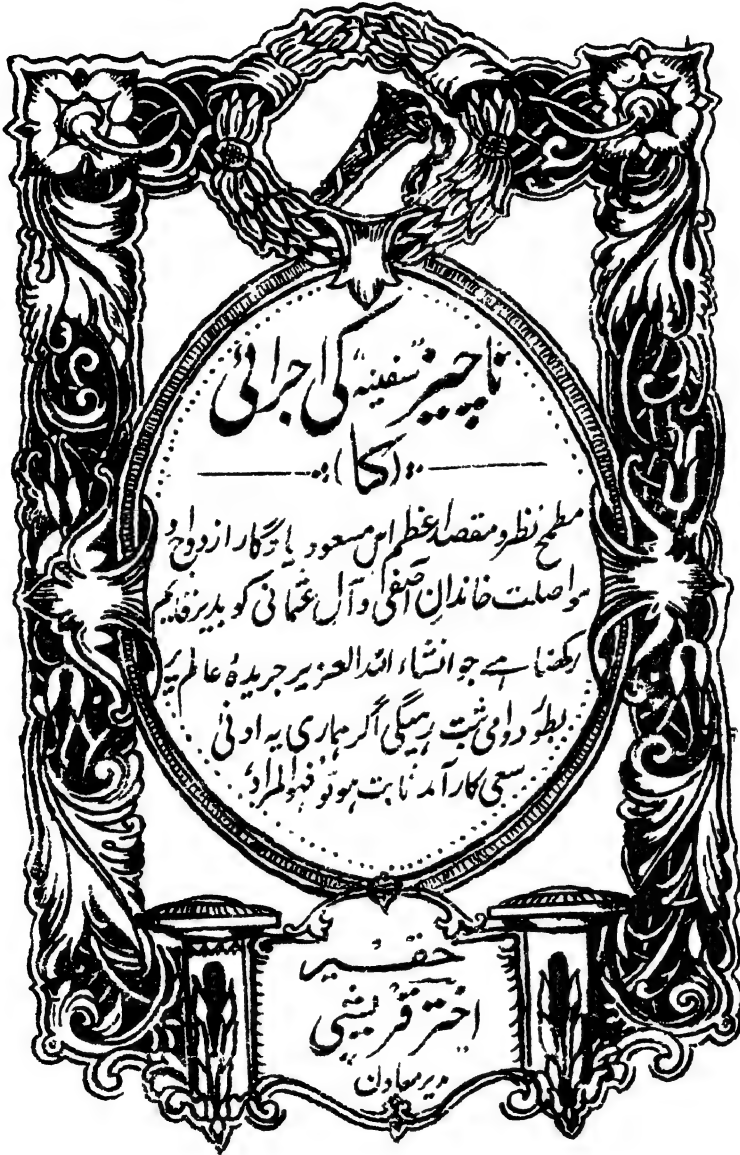 ناچیز "سفینہ" کی اجرائی
(کا)
مطمح نظر و مقصد اعظم اس مسعود یادگار ازدواج و
مواصلت خاندانِ آصفی و آلِ عثمانی کو بدیر قایم
رکھنا ہے جو انشاء اللہ العزیز جریدۂ عالم پر
بطور دوامی ثبت رہیگی اگر ہماری یہ ادنیٰ
سعی کارآمد ثابت ہو تو فہو المراد
حقیر
"اختر قریشی"
مدیر معاون